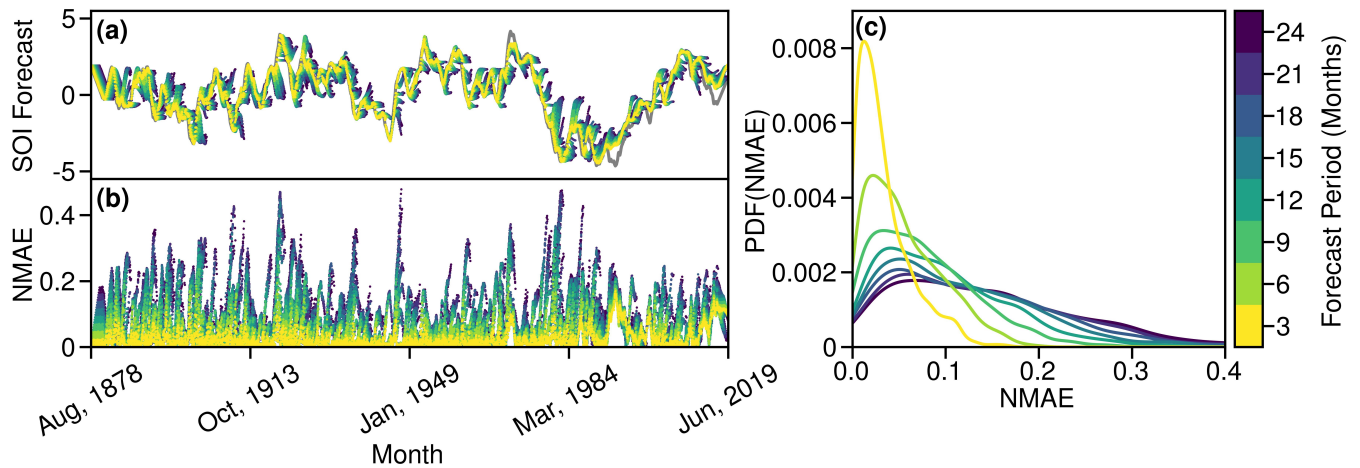 (a)
SOI Forecast
5
0
-5
(b)
NMAE
0.4
0.2
0
Aug, 1878
Oct, 1913
Jan, 1949
Mar, 1984
Jun, 2019
Month
(c)
PDF(NMAE)
0.008
0.006
0.004
0.002
0
0.0
0.1
0.2
0.3
0.4
NMAE
24
21
18
15
12
9
6
3
Forecast Period (Months)